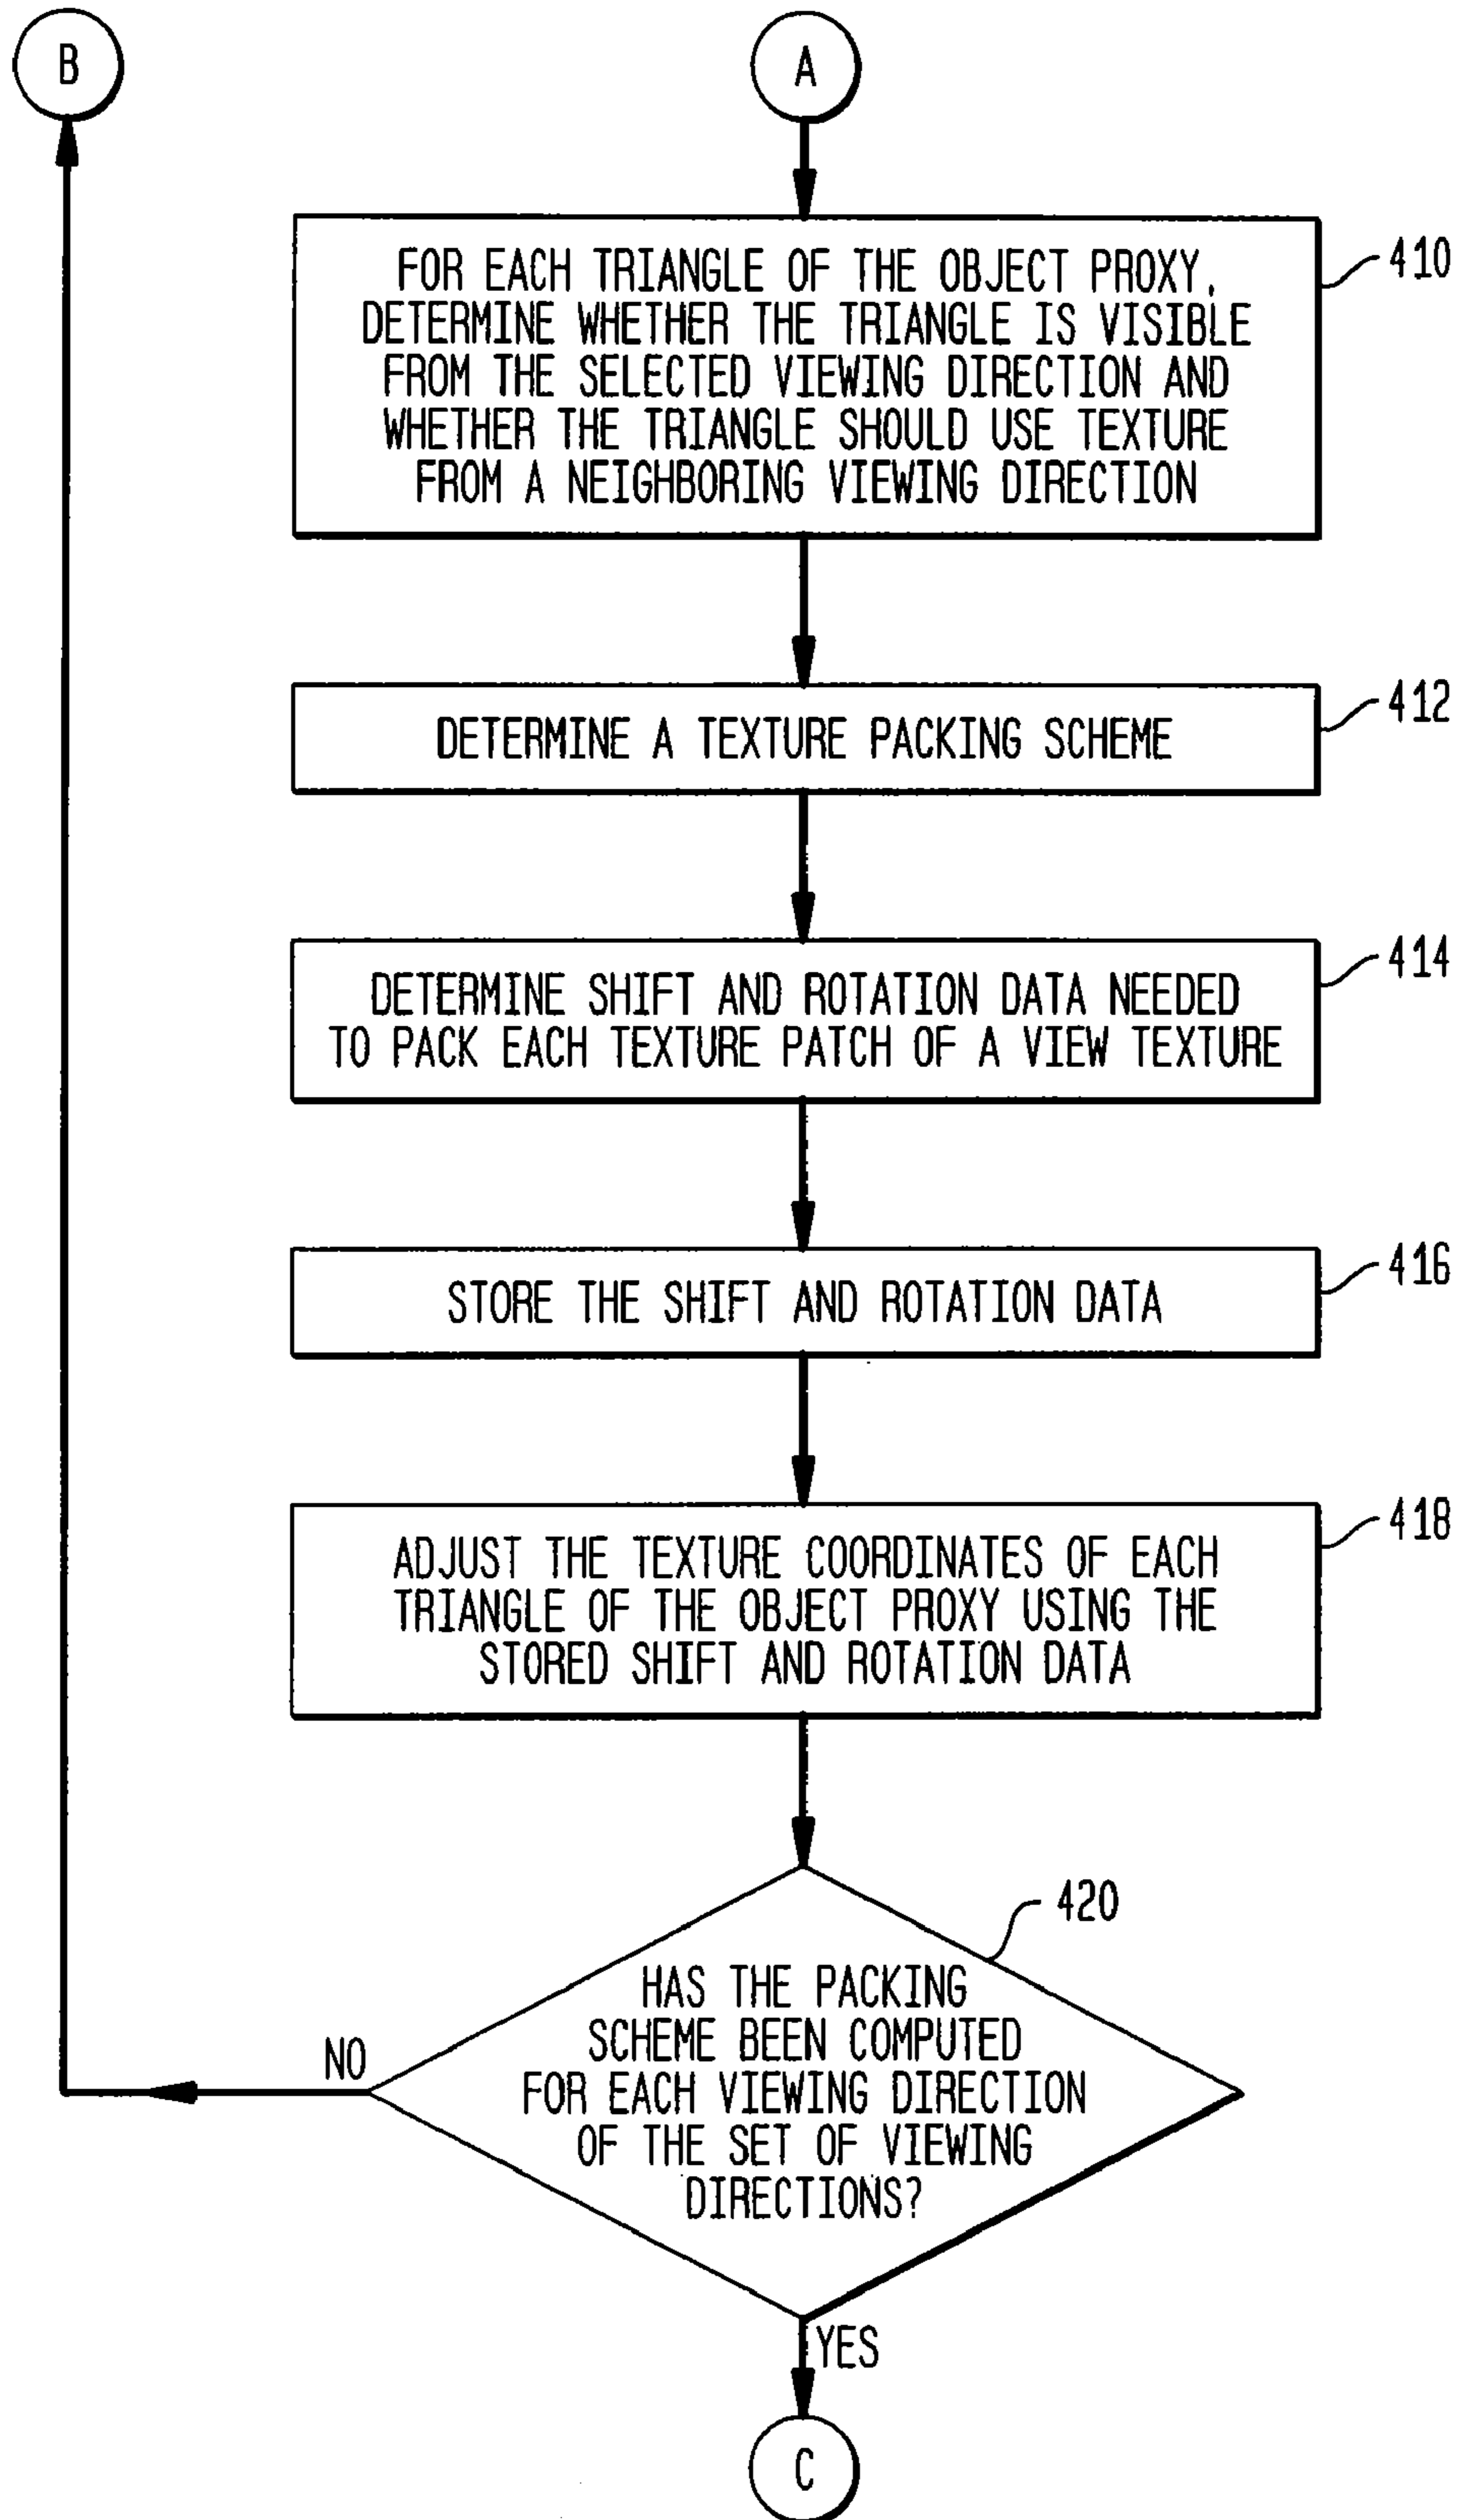 B
A
FOR EACH TRIANGLE OF THE OBJECT PROXY,
DETERMINE WHETHER THE TRIANGLE IS VISIBLE
FROM THE SELECTED VIEWING DIRECTION AND
WHETHER THE TRIANGLE SHOULD USE TEXTURE
FROM A NEIGHBORING VIEWING DIRECTION
410
DETERMINE A TEXTURE PACKING SCHEME
412
DETERMINE SHIFT AND ROTATION DATA NEEDED
TO PACK EACH TEXTURE PATCH OF A VIEW TEXTURE
414
STORE THE SHIFT AND ROTATION DATA
416
ADJUST THE TEXTURE COORDINATES OF EACH
TRIANGLE OF THE OBJECT PROXY USING THE
STORED SHIFT AND ROTATION DATA
418
420
HAS THE PACKING
SCHEME BEEN COMPUTED
FOR EACH VIEWING DIRECTION
OF THE SET OF VIEWING
DIRECTIONS?
NO
YES
C